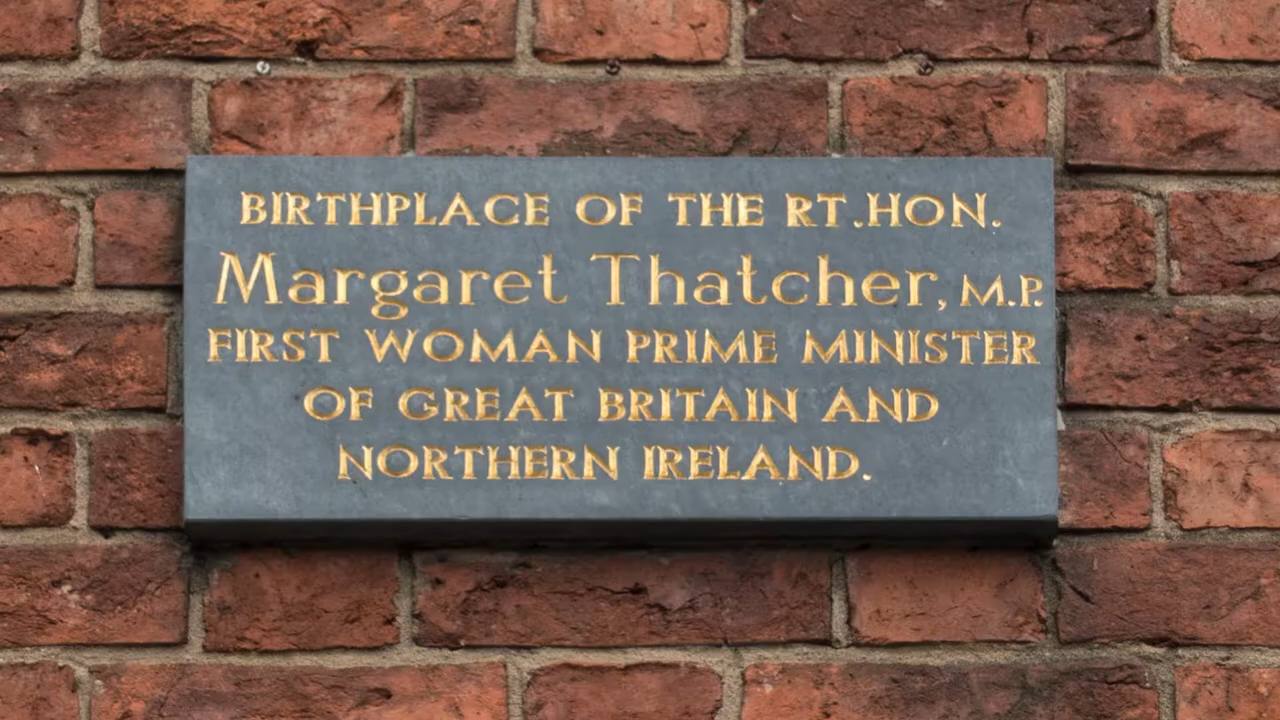 BIRTHPLACE OF THE RT.HON.
Margaret Thatcher, M.P.
FIRST WOMAN PRIME MINISTER
OF GREAT BRITAIN AND
NORTHERN IRELAND.